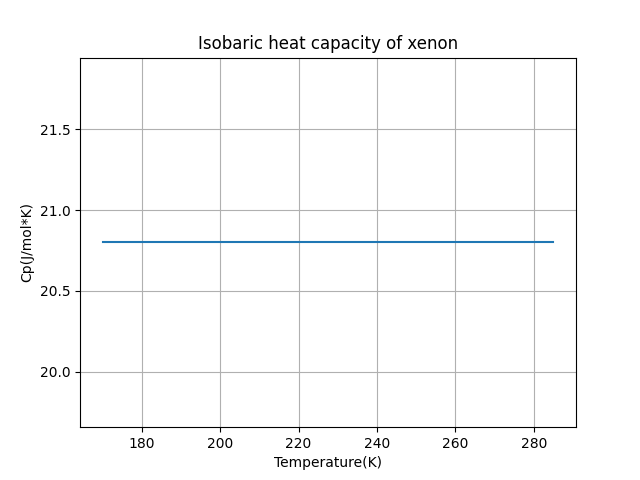 Isobaric heat capacity of xenon
Cp(J/mol*K)
21.5
21.0
20.5
20.0
180 200 220 240 260 280
Temperature(K)